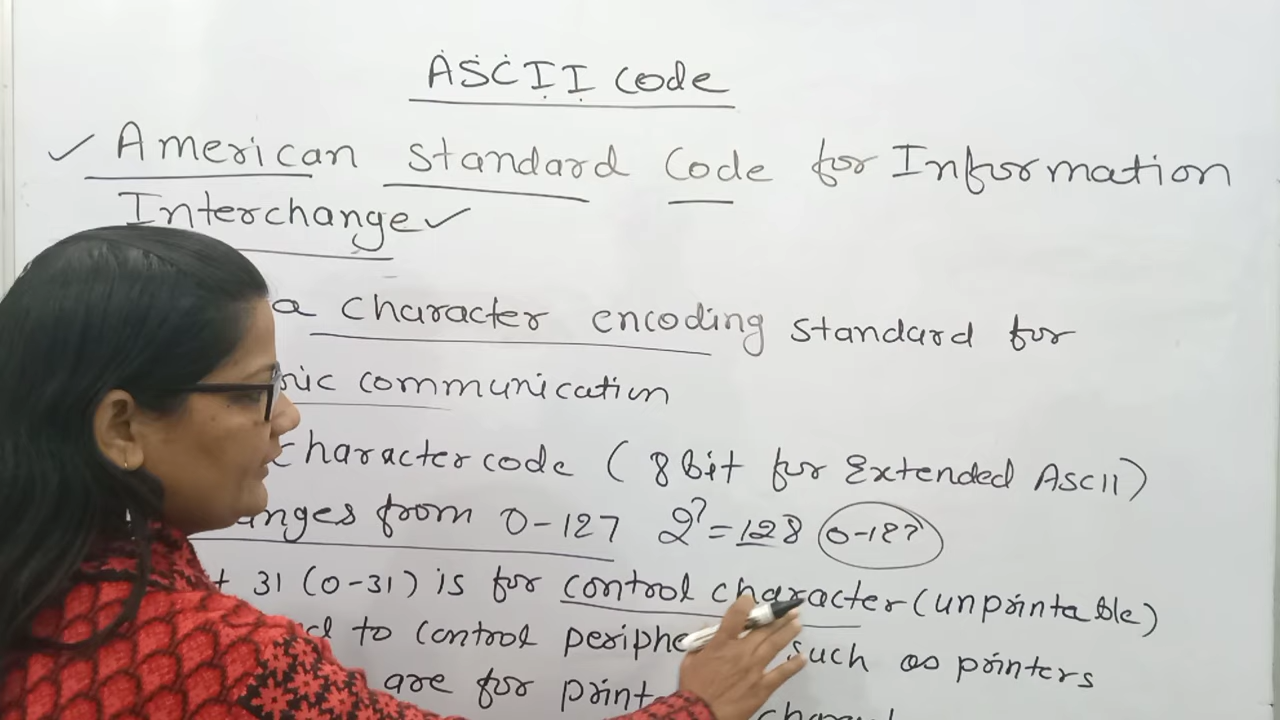 ASCII Code
American Standard Code for Information
Interchange
a character encoding standard for
nic communication
character code ( 8 bit for Extended ASCII)
anges from 0-127 2⁷=128 0-127
31 (0-31) is for control character (unprintable)
to control periphe such as printers
are for print